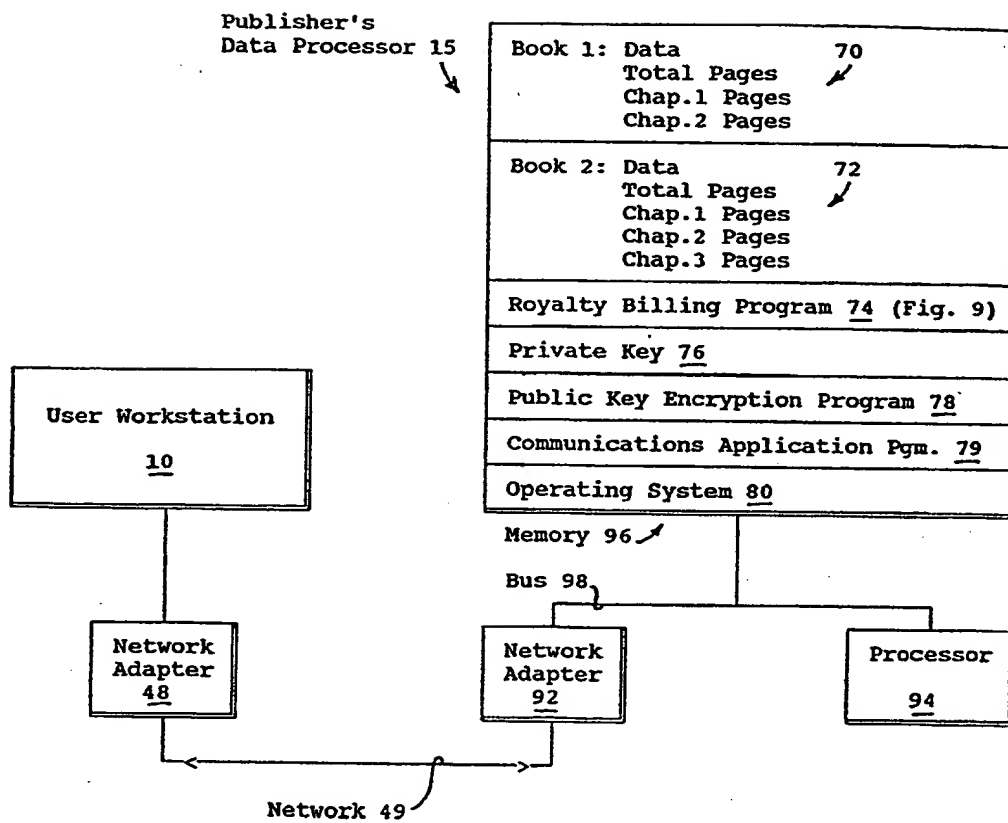 Publisher's
Data Processor 15
Book 1: Data 70
Total Pages
Chap.1 Pages
Chap.2 Pages
Book 2: Data 72
Total Pages
Chap.1 Pages
Chap.2 Pages
Chap.3 Pages
Royalty Billing Program 74 (Fig. 9)
Private Key 76
Public Key Encryption Program 78
Communications Application Pgm. 79
Operating System 80
User Workstation
10
Memory 96
Bus 98
Network
Adapter
48
Network
Adapter
92
Processor
94
Network 49